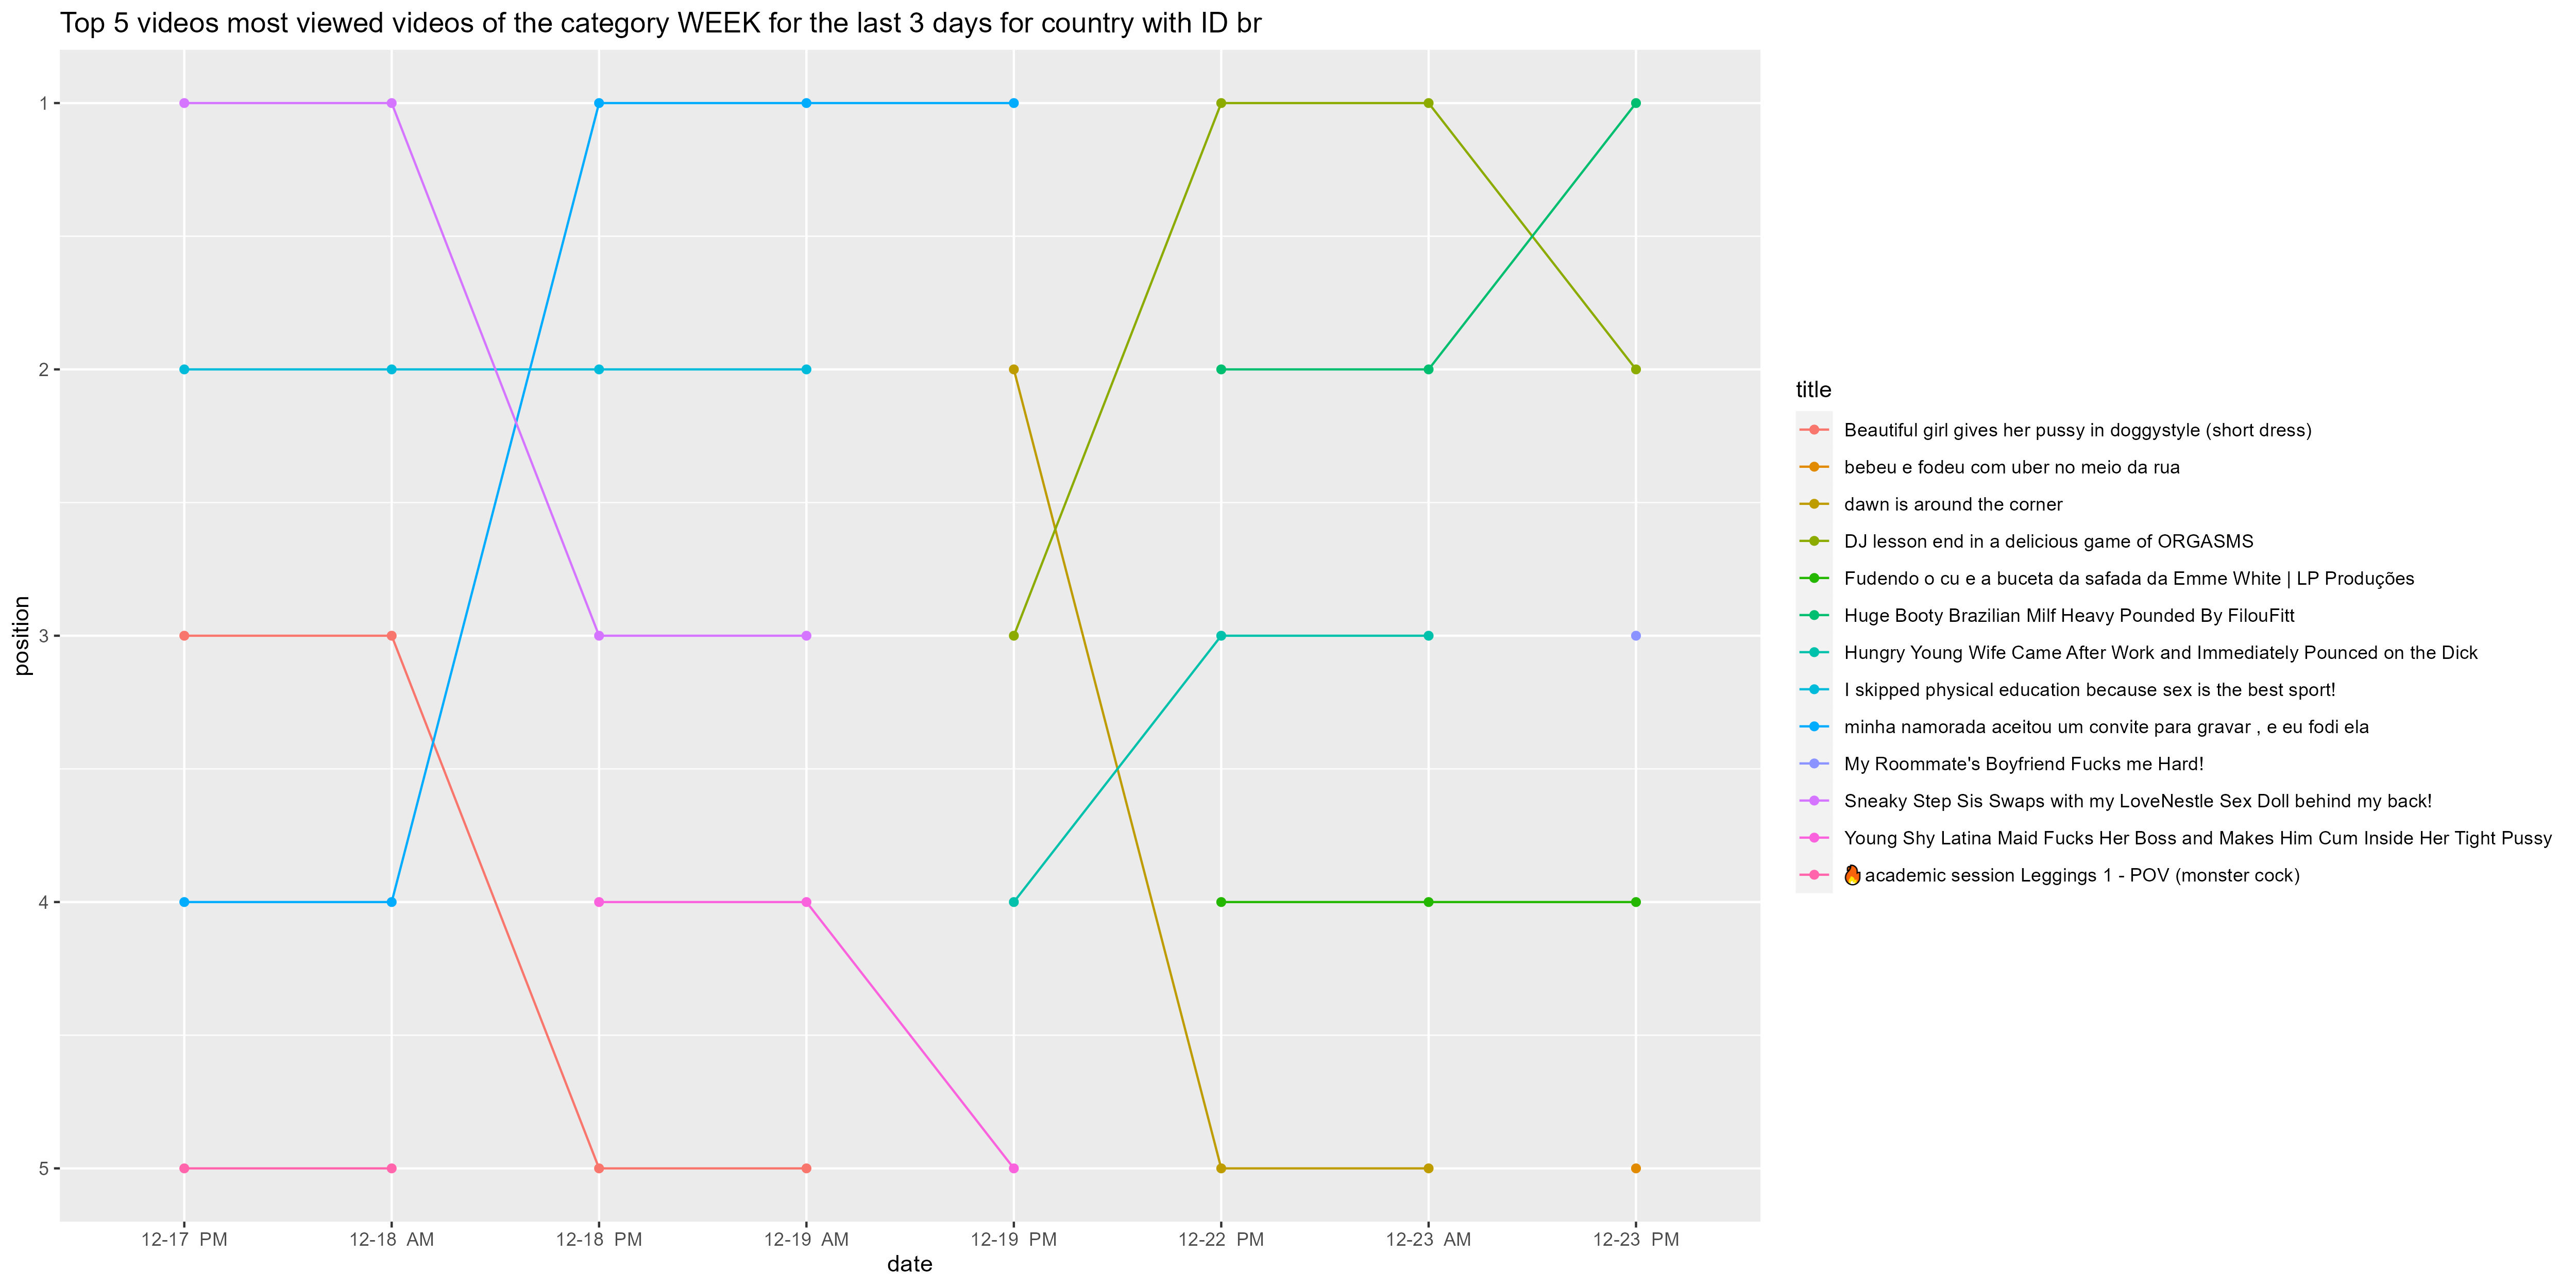 Top 5 videos most viewed videos of the category WEEK for the last 3 days for country with ID br
position
1
2
3
4
5
12-17 PM
12-18 AM
12-18 PM
12-19 AM
12-19 PM
12-22 PM
12-23 AM
12-23 PM
date
title
Beautiful girl gives her pussy in doggystyle (short dress)
bebeu e fodeu com uber no meio da rua
dawn is around the corner
DJ lesson end in a delicious game of ORGASMS
Fudendo o cu e a buceta da safada da Emme White | LP Produções
Huge Booty Brazilian Milf Heavy Pounded By FilouFitt
Hungry Young Wife Came After Work and Immediately Pounced on the Dick
I skipped physical education because sex is the best sport!
minha namorada aceitou um convite para gravar , e eu fodi ela
My Roommate's Boyfriend Fucks me Hard!
Sneaky Step Sis Swaps with my LoveNestle Sex Doll behind my back!
Young Shy Latina Maid Fucks Her Boss and Makes Him Cum Inside Her Tight Pussy
🔥academic session Leggings 1 - POV (monster cock)